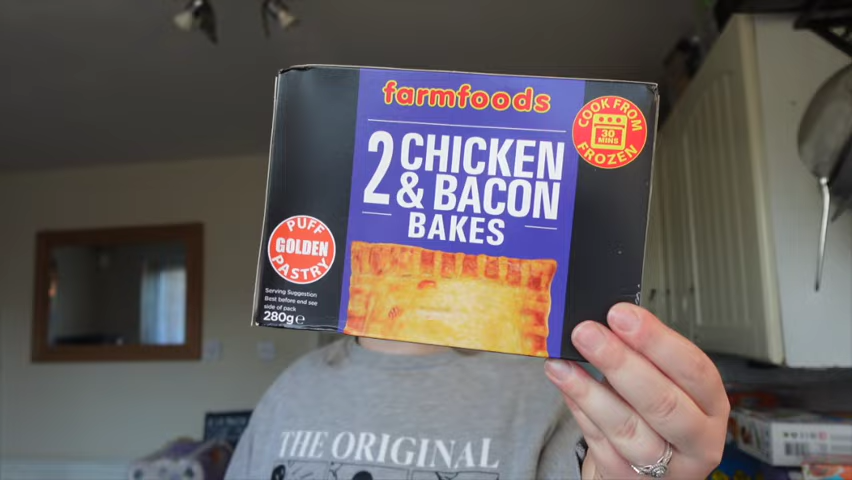 farmfoods
2 CHICKEN
& BACON
BAKES
COOK FROM
30
MINS
FROZEN
PUFF
GOLDEN
PASTRY
Serving Suggestion
Best before end see
side of pack
280g e
THE ORIGINAL